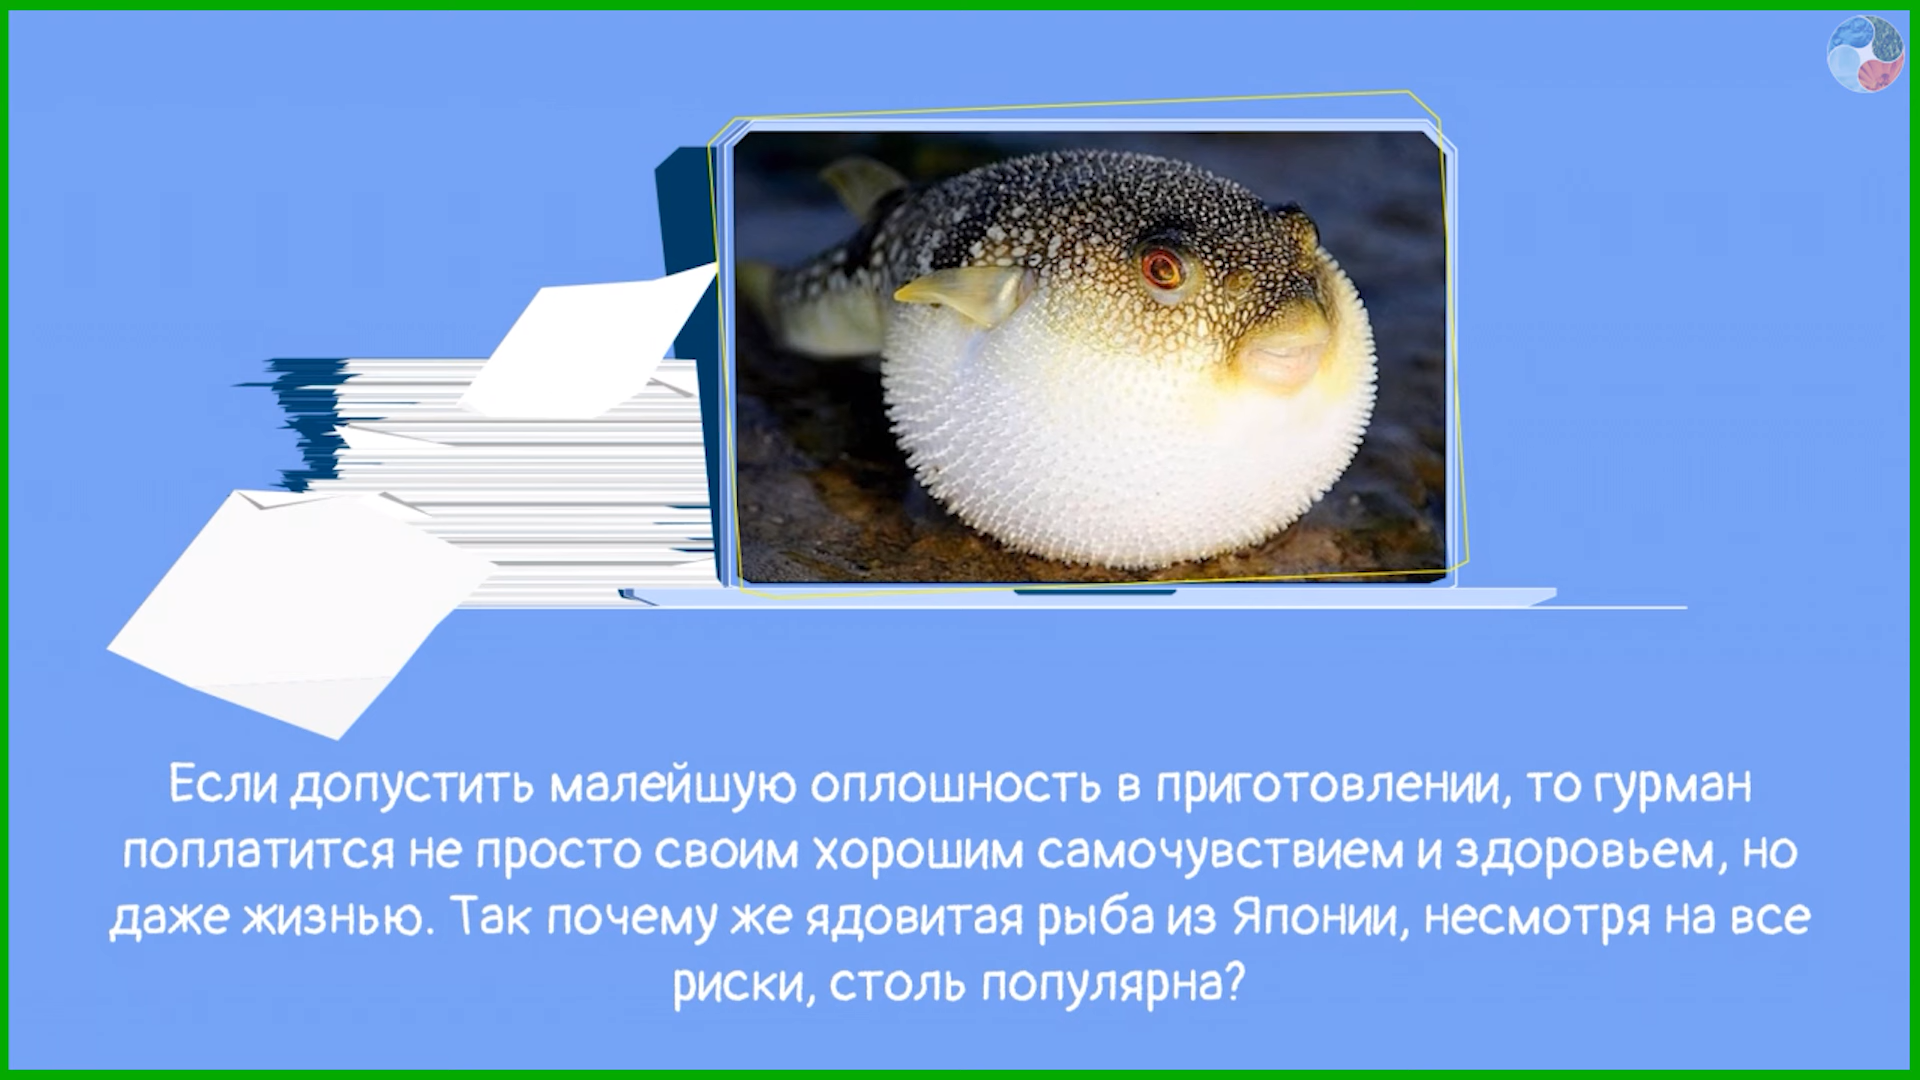 Если допустить малейшую оплошность в приготовлении, то гурман
поплатится не просто своим хорошим самочувствием и здоровьем, но
даже жизнью. Так почему же ядовитая рыба из Японии, несмотря на все
риски, столь популярна?